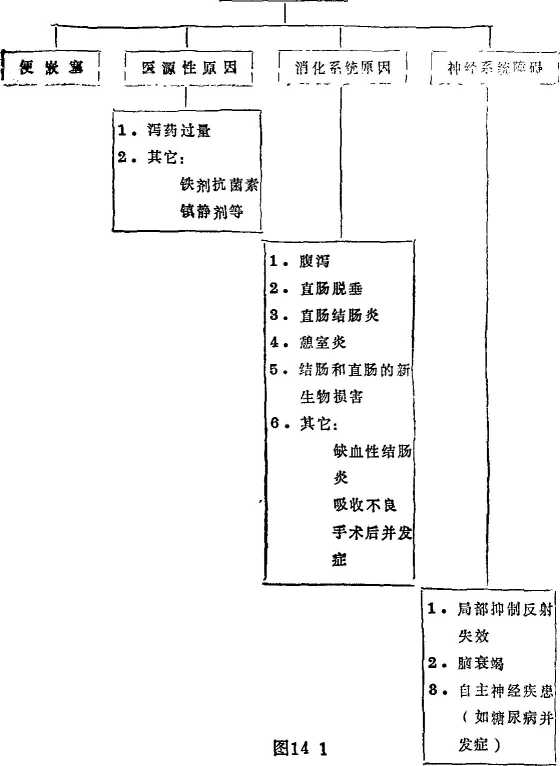 便嵌塞
医源性原因
消化系统原因
神经系统障碍
1。泻药过量
2。其它：
铁剂抗菌素
镇静剂等
1。腹泻
2。直肠脱垂
3。直肠结肠炎
4。憩室炎
5。结肠和直肠的新
生物损害
6。其它：
缺血性结肠
炎
吸收不良
手术后并发
症
1。局部抑制反射
失效
2。脑衰竭
3。自主神经疾患
（如糖尿病并
发症）
图14 1